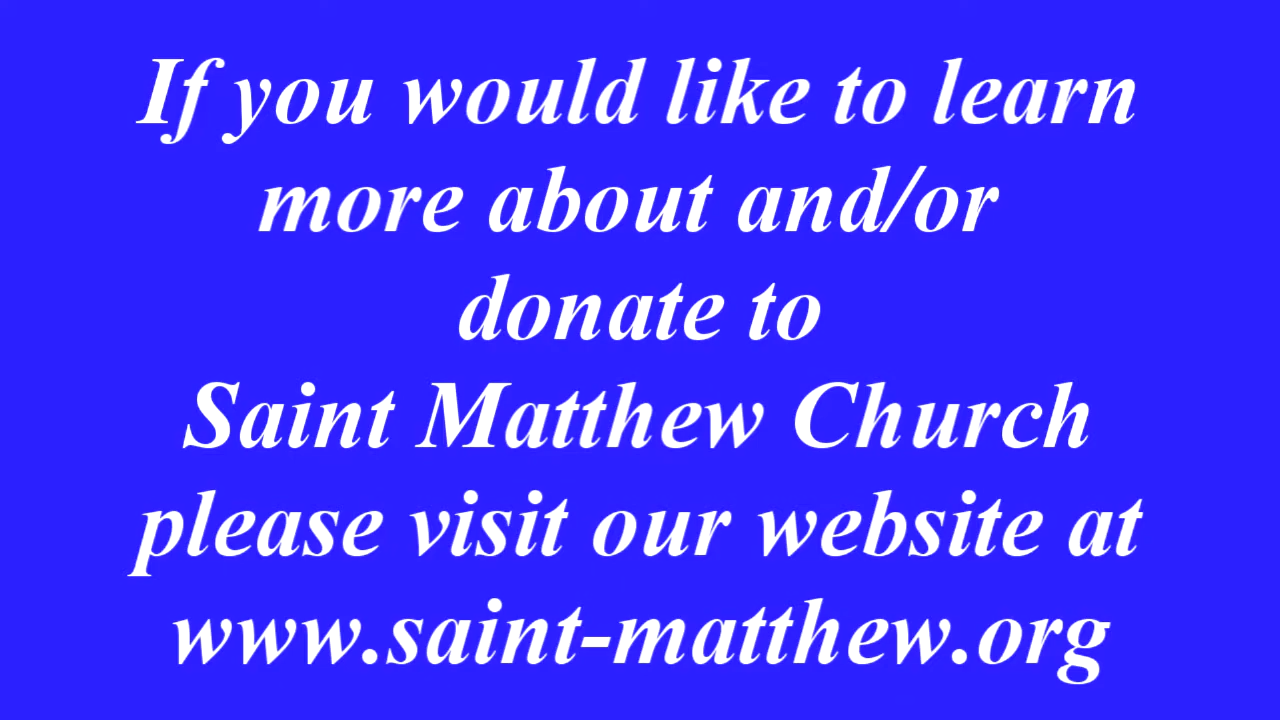 If you would like to learn
more about and/or
donate to
Saint Matthew Church
please visit our website at
www.saint-matthew.org